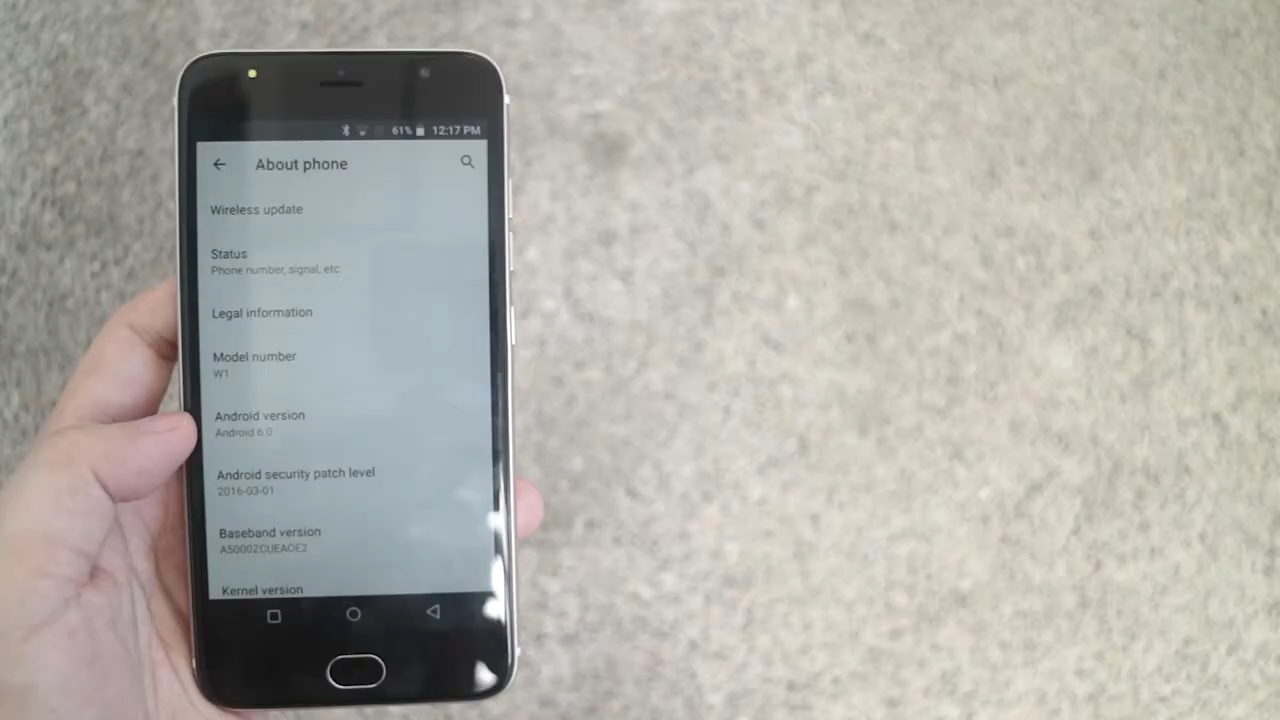 61% 12:17 PM
About phone
Wireless update
Status
Phone number, signal, etc.
Legal information
Model number
W1
Android version
Android 6.0
Android security patch level
2016-03-01
Baseband version
A5000ZCUEAOE2
Kernel version